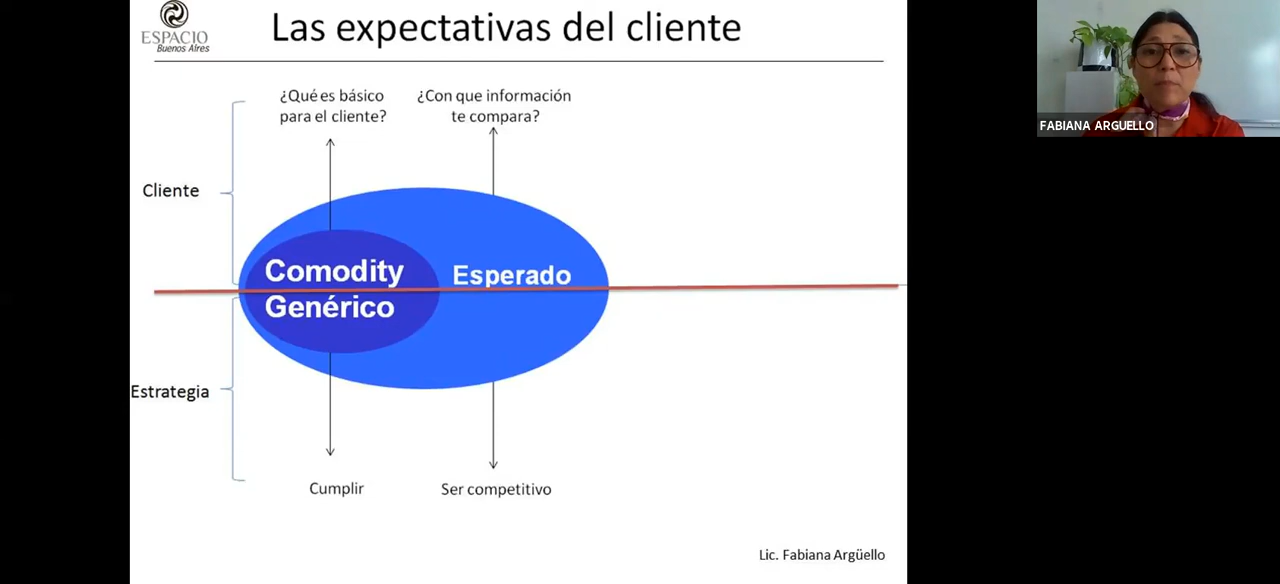 ESPACIO
Buenos Aires
Las expectativas del cliente
FABIANA ARGUELLO
¿Qué es básico
para el cliente?
¿Con que información
te compara?
Cliente
Comodity
Genérico
Esperado
Estrategia
Cumplir
Ser competitivo
Lic. Fabiana Argüello